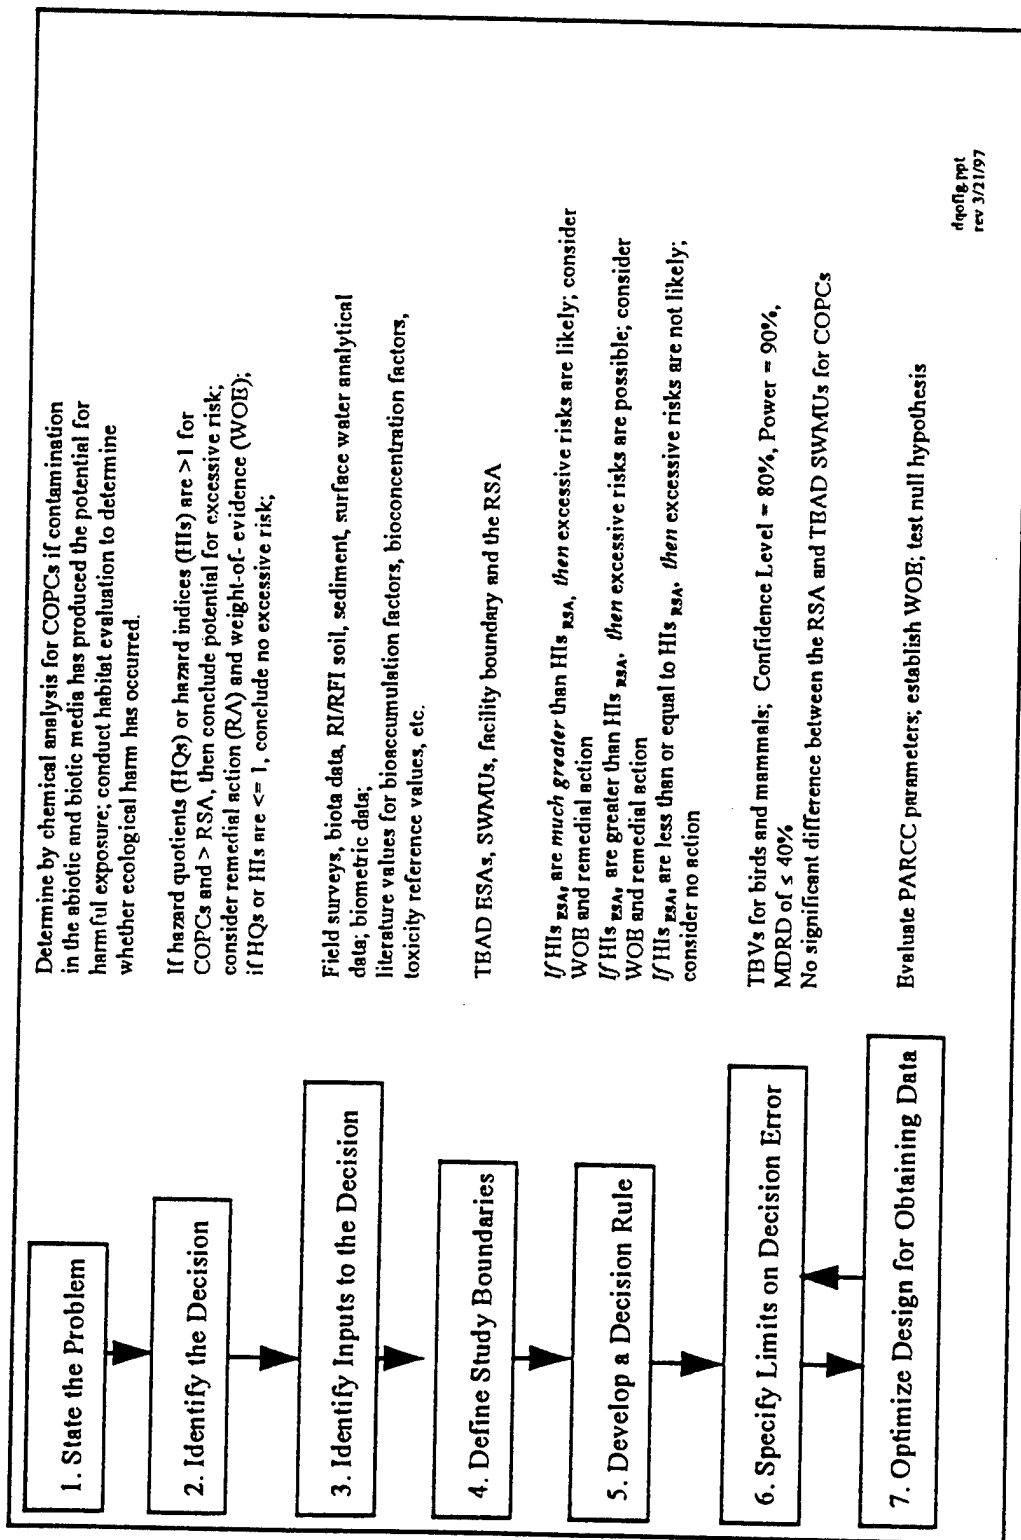 1. State the Problem
Determine by chemical analysis for COPCs if contamination
in the abiotic and biotic media has produced the potential for
harmful exposure; conduct habitat evaluation to determine
whether ecological harm has occurred.
2. Identify the Decision
If hazard quotients (HQs) or hazard indices (HIs) are >1 for
COPCs and > RSA, then conclude potential for excessive risk;
consider remedial action (RA) and weight-of- evidence (WOE);
if HQs or HIs are <= 1, conclude no excessive risk;
3. Identify Inputs to the Decision
Field surveys, biota data, RI/RFI soil, sediment, surface water analytical
data; biometric data;
literature values for bioaccumulation factors, bioconcentration factors,
toxicity reference values, etc.
4. Define Study Boundaries
TEAD ESAs, SWMUs, facility boundary and the RSA
5. Develop a Decision Rule
If HIs ESAs are much greater than HIs RSA, then excessive risks are likely; consider
WOE and remedial action
If HIs ESAs are greater than HIs RSA, then excessive risks are possible; consider
WOE and remedial action
If HIs ESAs are less than or equal to HIs RSA, then excessive risks are not likely;
consider no action
6. Specify Limits on Decision Error
TBVs for birds and mammals; Confidence Level = 80%, Power = 90%,
MDRD of ≤ 40%
No significant difference between the RSA and TEAD SWMUs for COPCs
7. Optimize Design for Obtaining Data
Evaluate PARCC parameters; establish WOE; test null hypothesis
dqofig.ppt
rev 3/21/97